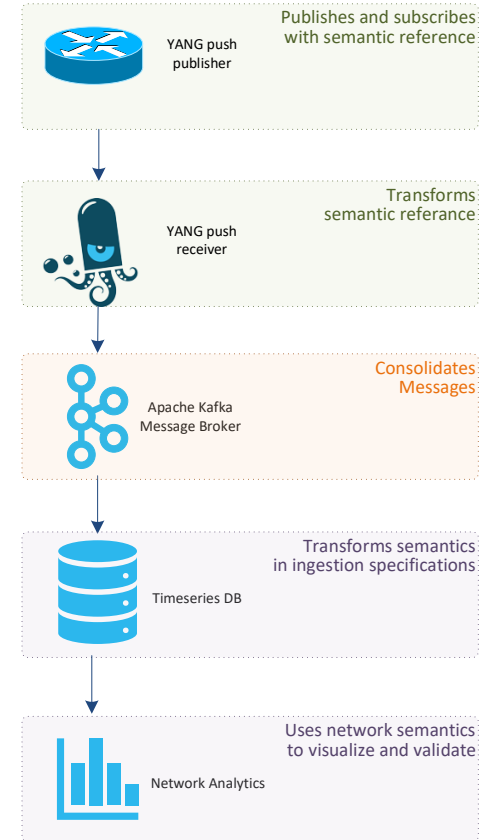 Publishes and subscribes
with semantic reference
YANG push
publisher
Transforms
semantic referance
YANG push
receiver
Consolidates
Messages
Apache Kafka
Message Broker
Transforms semantics
in ingestion specifications
Timeseries DB
Uses network semantics
to visualize and validate
Network Analytics